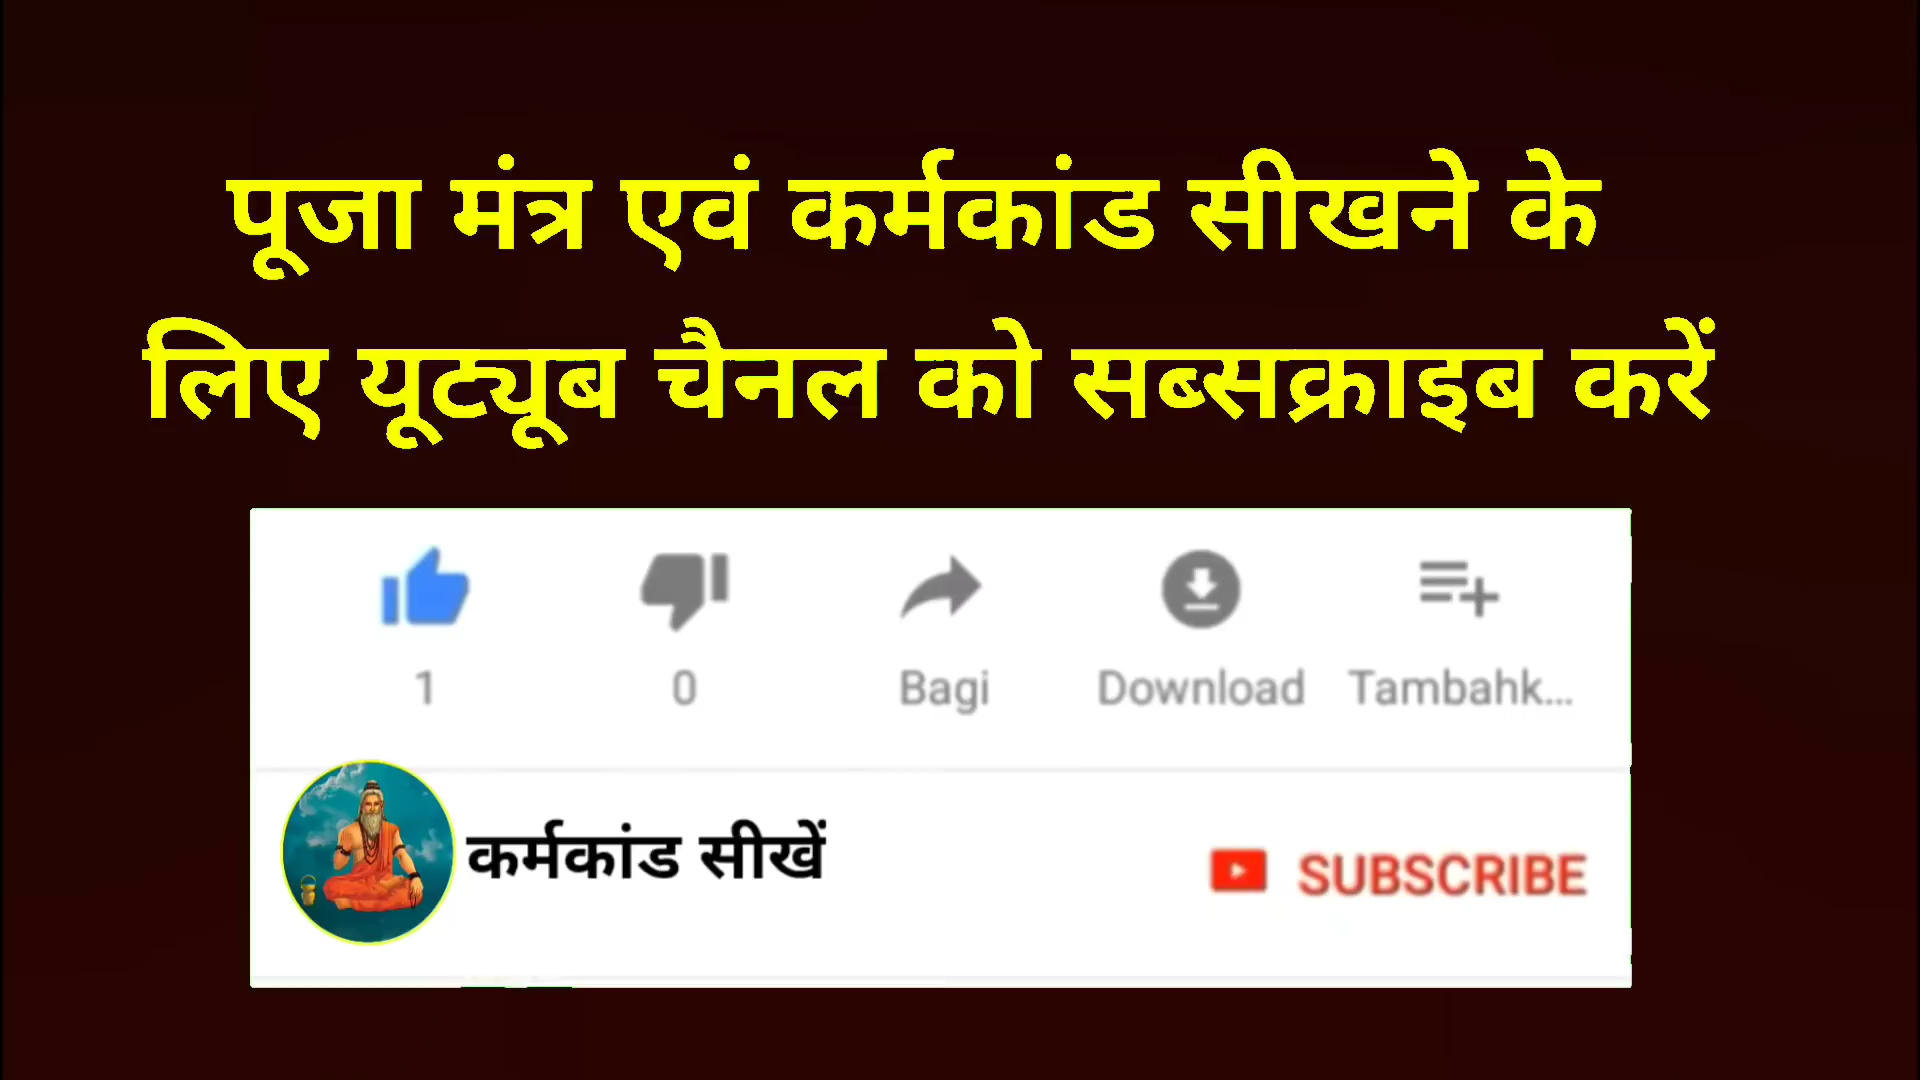 पूजा मंत्र एवं कर्मकांड सीखने के
लिए यूट्यूब चैनल को सब्सक्राइब करें
1 0 Bagi Download Tambahk...
कर्मकांड सीखें SUBSCRIBE